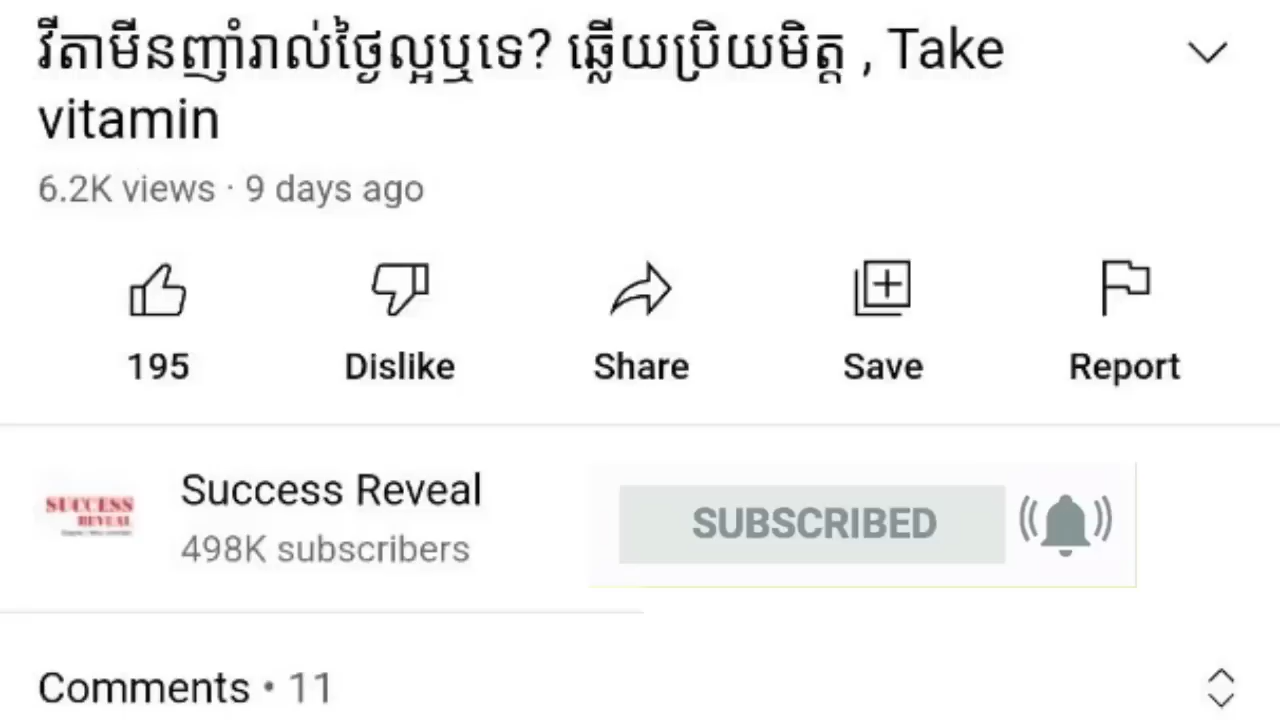 វីតាមីនញ៉ាំរាល់ថ្ងៃល្អឬទេ? ឆ្លើយប្រិយមិត្ត , Take
vitamin
6.2K views · 9 days ago
195 Dislike Share Save Report
SUCCESS
REVEAL
Success Reveal
498K subscribers
SUBSCRIBED
Comments • 11